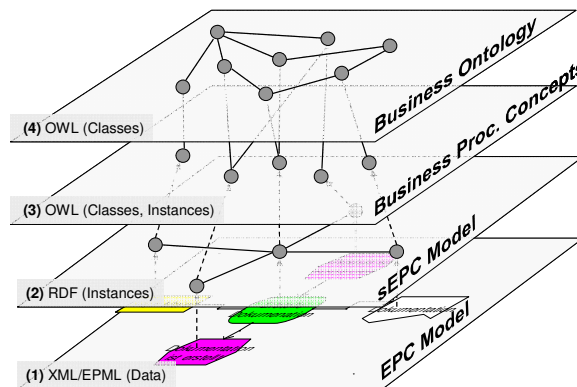 Business Ontology
(4) OWL (Classes)
Business Proc. Concepts
(3) OWL (Classes, Instances)
sEPC Model
(2) RDF (Instances)
EPC Model
(1) XML/EPML (Data)